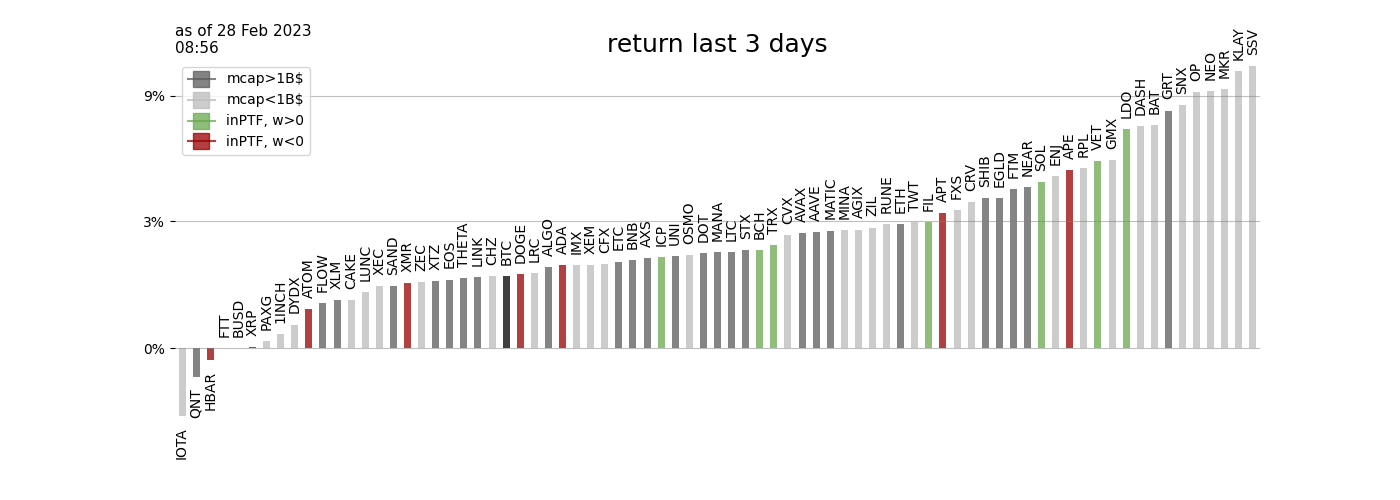 as of 28 Feb 2023
08:56
return last 3 days
mcap>1B$
mcap<1B$
inPTF, w>0
inPTF, w<0
9%
3%
0%
IOTA
QNT
HBAR
FTT
BUSD
XRP
PAXG
1INCH
DYDX
ATOM
FLOW
XLM
CAKE
LUNC
XEC
SAND
XMR
ZEC
XTZ
EOS
THETA
LINK
CHZ
BTC
DOGE
LRC
ALGO
ADA
IMX
XEM
CFX
ETC
BNB
AXS
ICP
UNI
OSMO
DOT
MANA
LTC
STX
BCH
TRX
CVX
AVAX
AAVE
MATIC
MINA
AGIX
ZIL
RUNE
ETH
TWT
FIL
APT
FXS
CRV
SHIB
EGLD
FTM
NEAR
SOL
ENJ
APE
RPL
VET
GMX
LDO
DASH
BAT
GRT
SNX
OP
NEO
MKR
KLAY
SSV